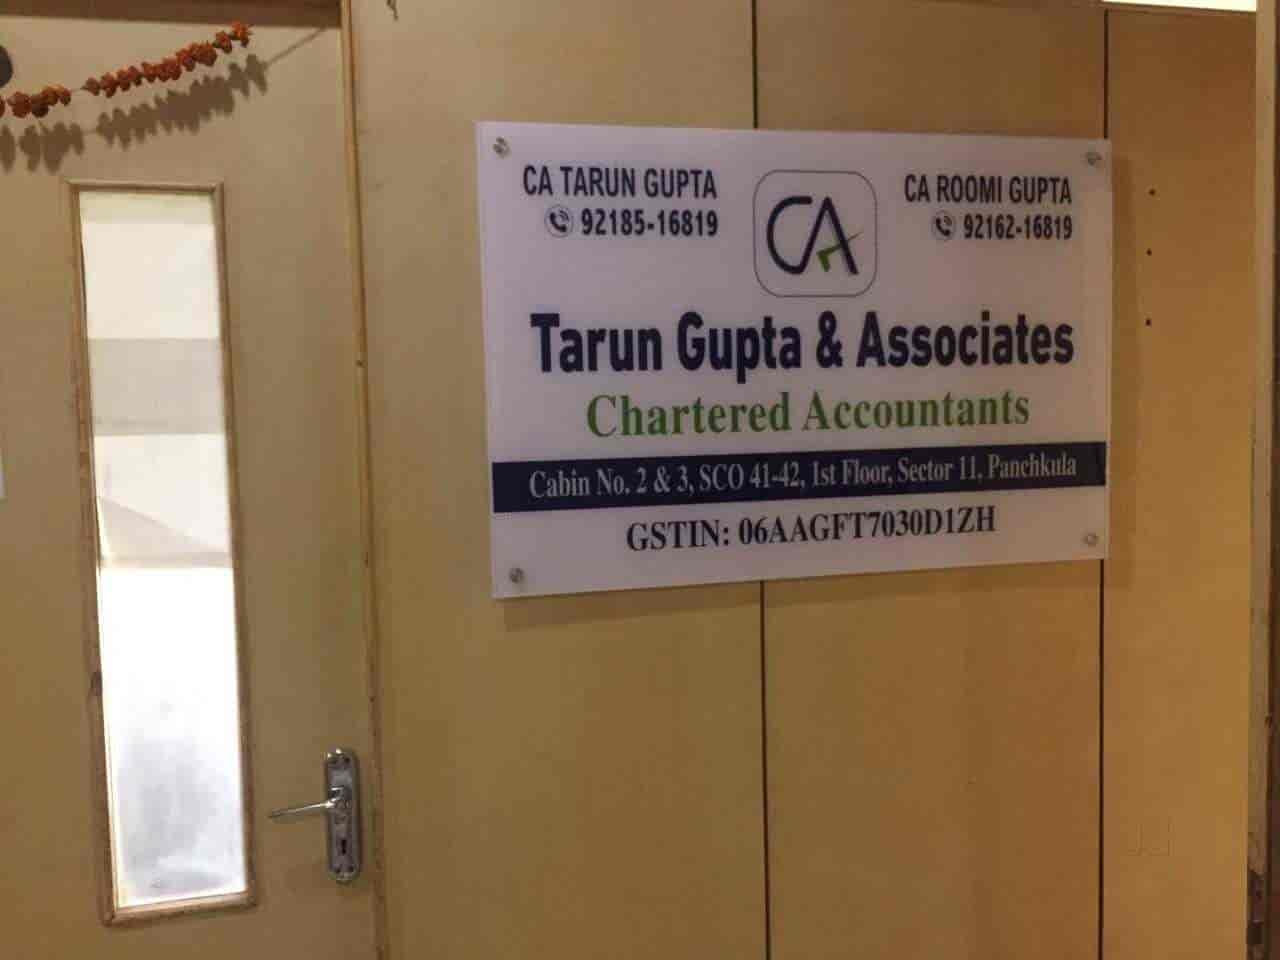 CA TARUN GUPTA
92185-16819
CA
CA ROOMI GUPTA
92162-16819
Tarun Gupta & Associates
Chartered Accountants
Cabin No. 2 & 3, SCO 41-42, 1st Floor, Sector 11, Panchkula
GSTIN: 06AAGFT7030D1ZH